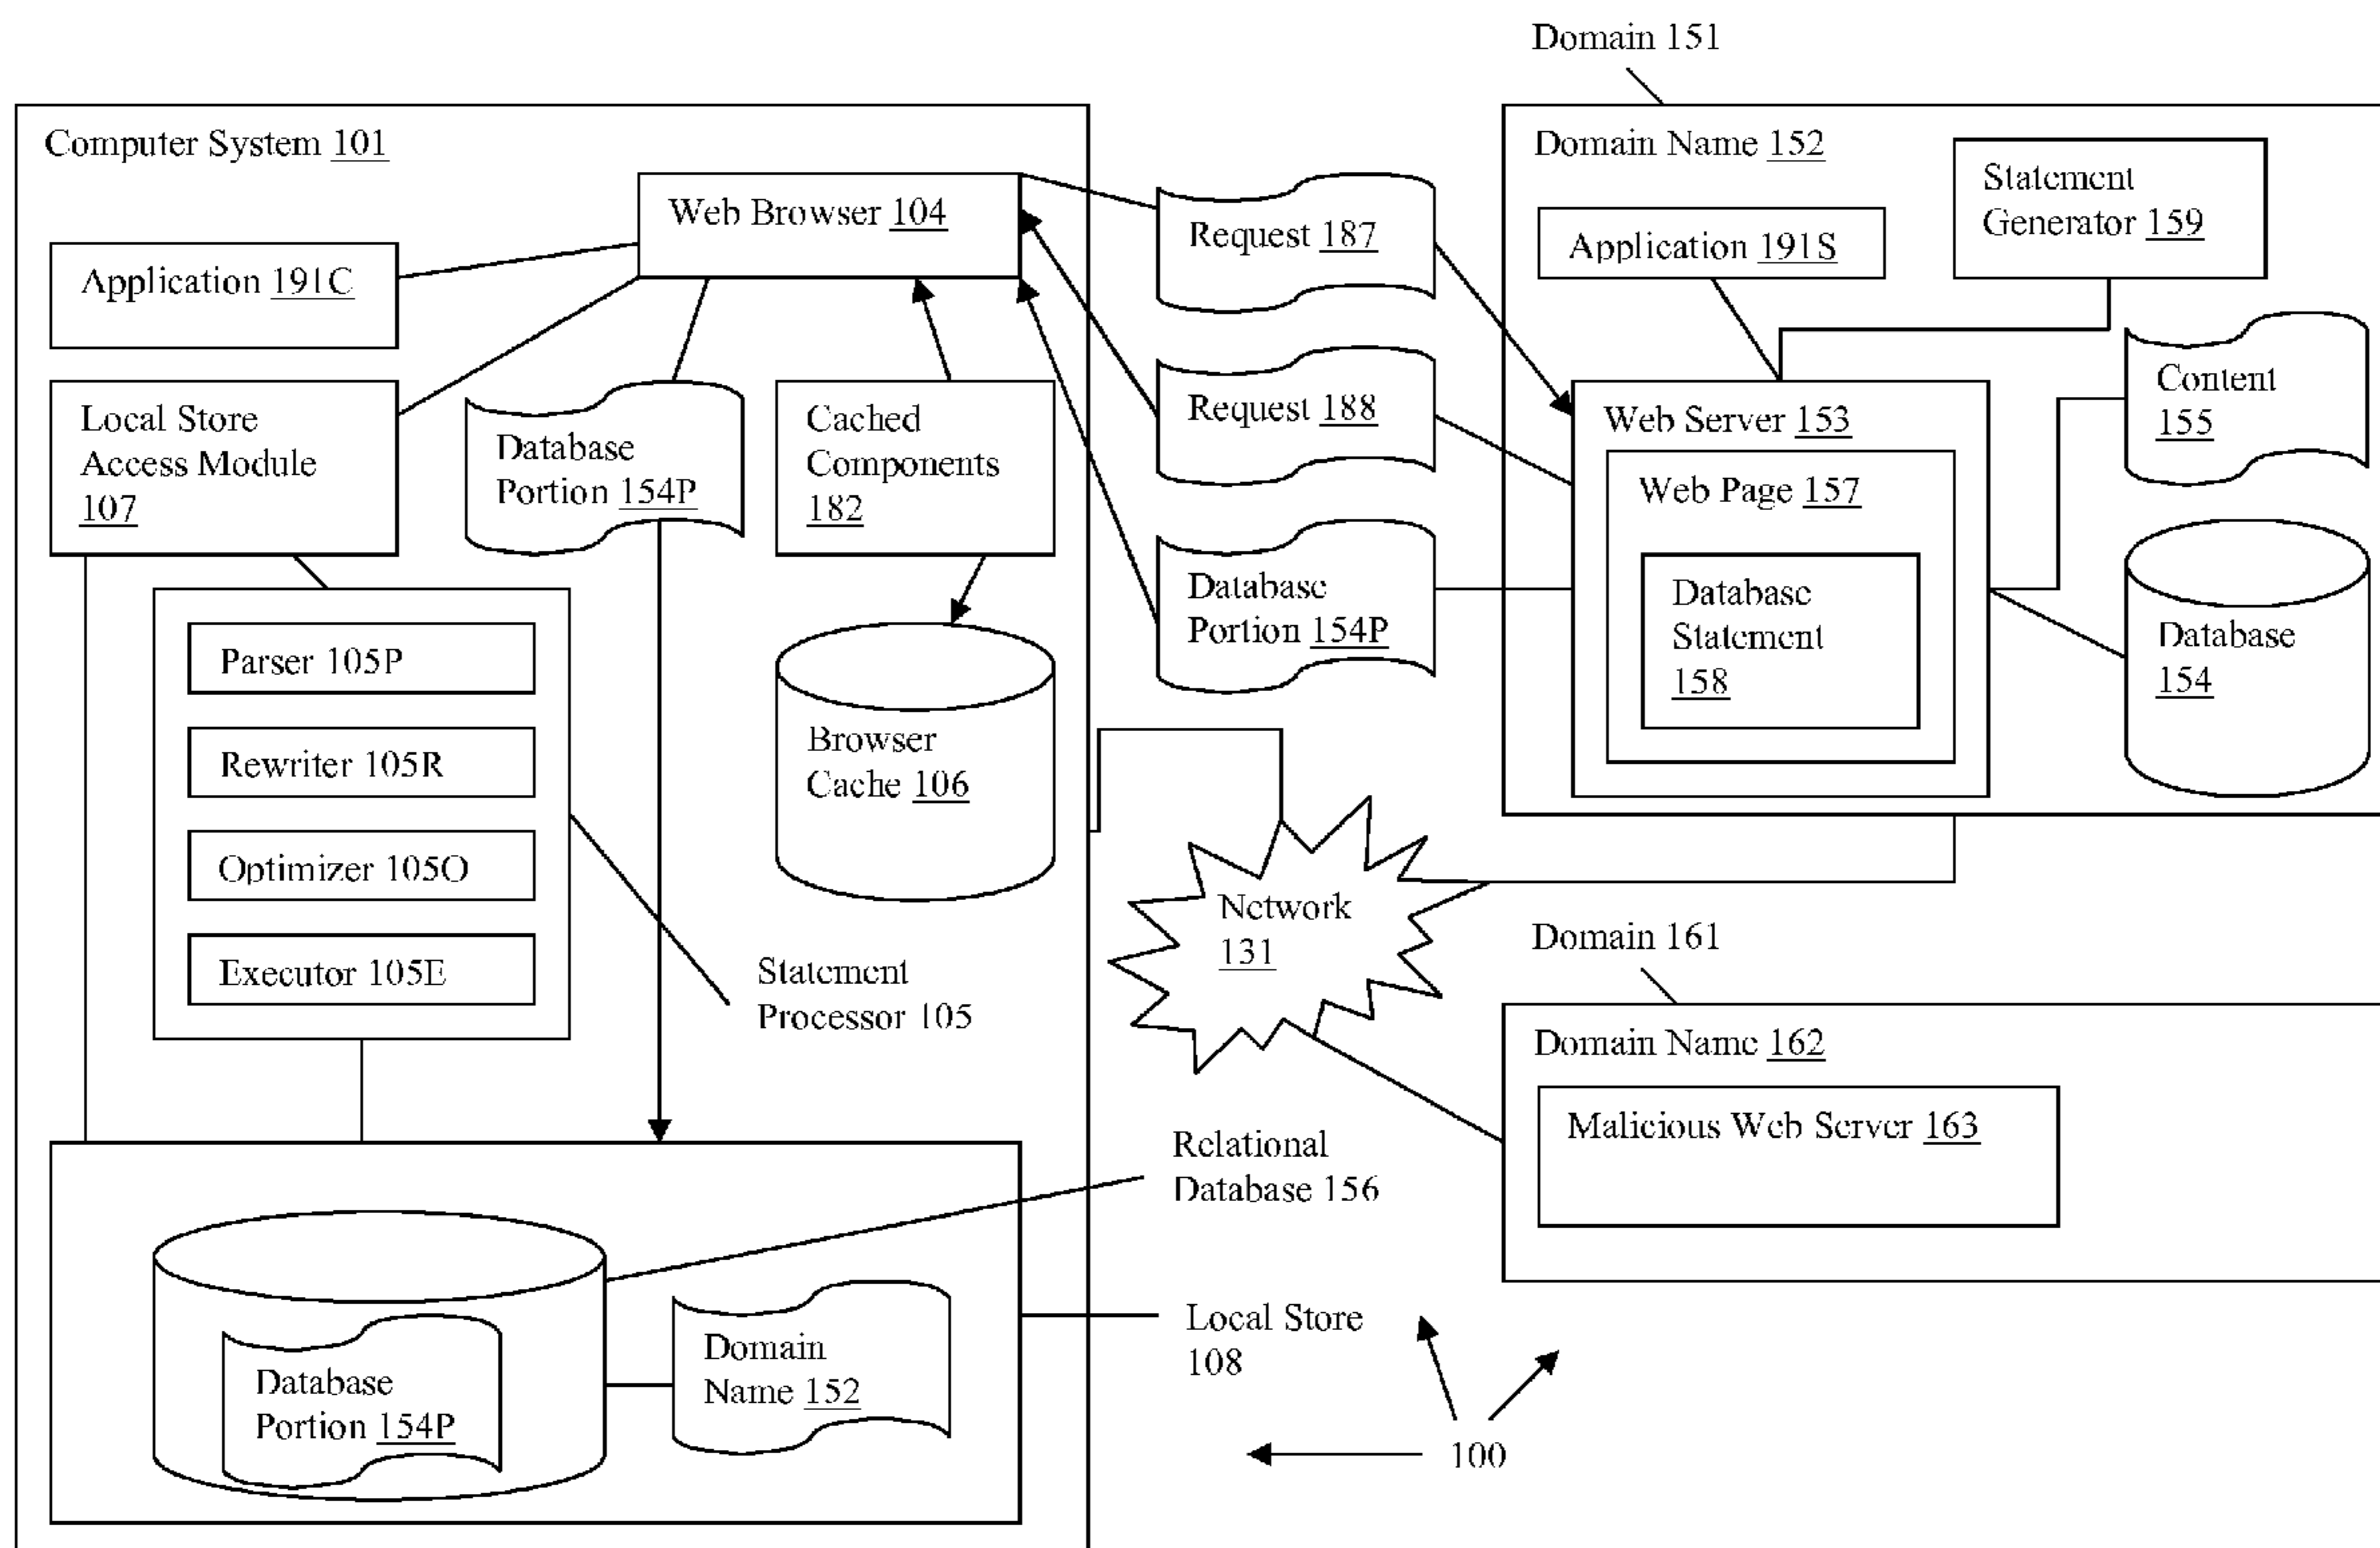 Domain 151
Computer System 101
Domain Name 152
Statement
Generator 159
Web Browser 104
Request 187
Application 191S
Application 191C
Content
155
Local Store
Access Module
107
Database
Portion 154P
Cached
Components
182
Request 188
Web Server 153
Web Page 157
Database
Statement
158
Database
Portion 154P
Database
154
Parser 105P
Rewriter 105R
Optimizer 105O
Executor 105E
Browser
Cache 106
Network
131
Statement
Processor 105
Domain 161
Domain Name 162
Malicious Web Server 163
Relational
Database 156
Local Store
108
Domain
Name 152
Database
Portion 154P
100